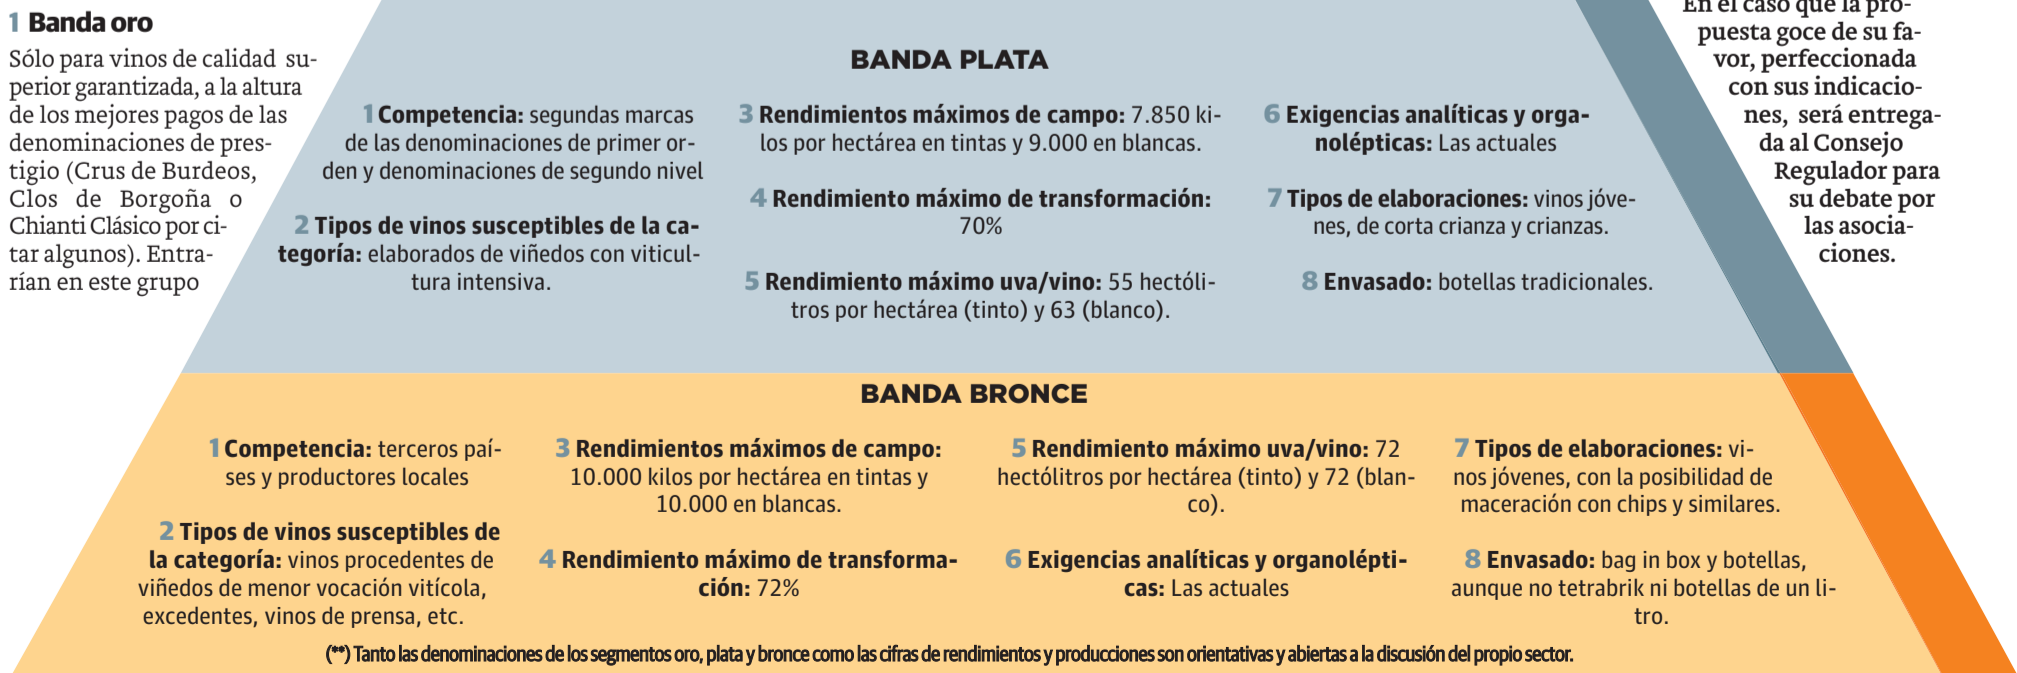 1 Banda oro
Sólo para vinos de calidad su-
perior garantizada, a la altura
de los mejores pagos de las
denominaciones de pres-
tigio (Crus de Burdeos,
Clos de Borgoña o
Chianti Clásico por ci-
tar algunos). Entra-
rían en este grupo
BANDA PLATA
1 Competencia: segundas marcas
de las denominaciones de primer or-
den y denominaciones de segundo nivel
2 Tipos de vinos susceptibles de la ca-
tegoría: elaborados de viñedos con viticul-
tura intensiva.
3 Rendimientos máximos de campo: 7.850 ki-
los por hectárea en tintas y 9.000 en blancas.
4 Rendimiento máximo de transformación:
70%
5 Rendimiento máximo uva/vino: 55 hectóli-
tros por hectárea (tinto) y 63 (blanco).
6 Exigencias analíticas y orga-
nolépticas: Las actuales
7 Tipos de elaboraciones: vinos jóve-
nes, de corta crianza y crianzas.
8 Envasado: botellas tradicionales.
En el caso que la pro-
puesta goce de su fa-
vor, perfeccionada
con sus indicacio-
nes, será entrega-
da al Consejo
Regulador para
su debate por
las asocia-
ciones.
BANDA BRONCE
1 Competencia: terceros paí-
ses y productores locales
2 Tipos de vinos susceptibles de
la categoría: vinos procedentes de
viñedos de menor vocación vitícola,
excedentes, vinos de prensa, etc.
3 Rendimientos máximos de campo:
10.000 kilos por hectárea en tintas y
10.000 en blancas.
4 Rendimiento máximo de transforma-
ción: 72%
5 Rendimiento máximo uva/vino: 72
hectólitros por hectárea (tinto) y 72 (blan-
co).
6 Exigencias analíticas y organolépti-
cas: Las actuales
7 Tipos de elaboraciones: vi-
nos jóvenes, con la posibilidad de
maceración con chips y similares.
8 Envasado: bag in box y botellas,
aunque no tetrabrik ni botellas de un li-
tro.
(**) Tanto las denominaciones de los segmentos oro, plata y bronce como las cifras de rendimientos y producciones son orientativas y abiertas a la discusión del propio sector.